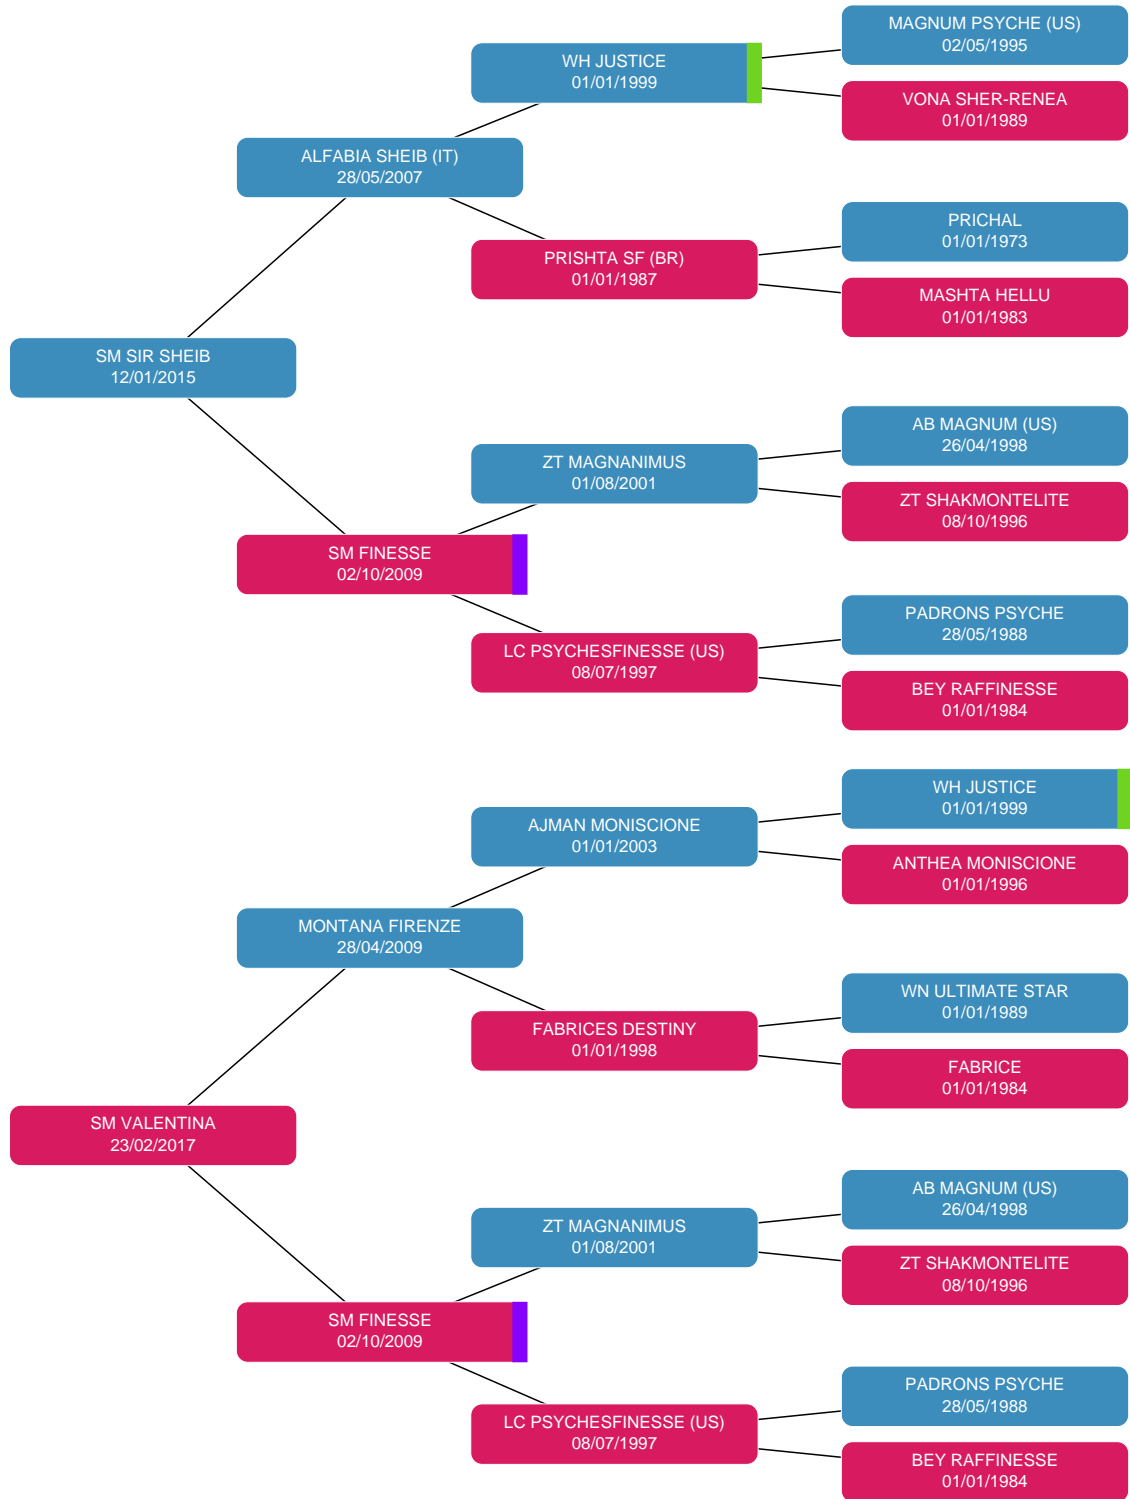 MAGNUM PSYCHE (US)
02/05/1995
WH JUSTICE
01/01/1999
VONA SHER-RENEA
01/01/1989
ALFABIA SHEIB (IT)
28/05/2007
PRICHAL
01/01/1973
PRISHTA SF (BR)
01/01/1987
MASHTA HELLU
01/01/1983
SM SIR SHEIB
12/01/2015
AB MAGNUM (US)
26/04/1998
ZT MAGNANIMUS
01/08/2001
ZT SHAKMONTELITE
08/10/1996
SM FINESSE
02/10/2009
PADRONS PSYCHE
28/05/1988
LC PSYCHESFINESSE (US)
08/07/1997
BEY RAFFINESSE
01/01/1984
WH JUSTICE
01/01/1999
AJMAN MONISCIONE
01/01/2003
ANTHEA MONISCIONE
01/01/1996
MONTANA FIRENZE
28/04/2009
WN ULTIMATE STAR
01/01/1989
FABRICES DESTINY
01/01/1998
FABRICE
01/01/1984
SM VALENTINA
23/02/2017
AB MAGNUM (US)
26/04/1998
ZT MAGNANIMUS
01/08/2001
ZT SHAKMONTELITE
08/10/1996
SM FINESSE
02/10/2009
PADRONS PSYCHE
28/05/1988
LC PSYCHESFINESSE (US)
08/07/1997
BEY RAFFINESSE
01/01/1984